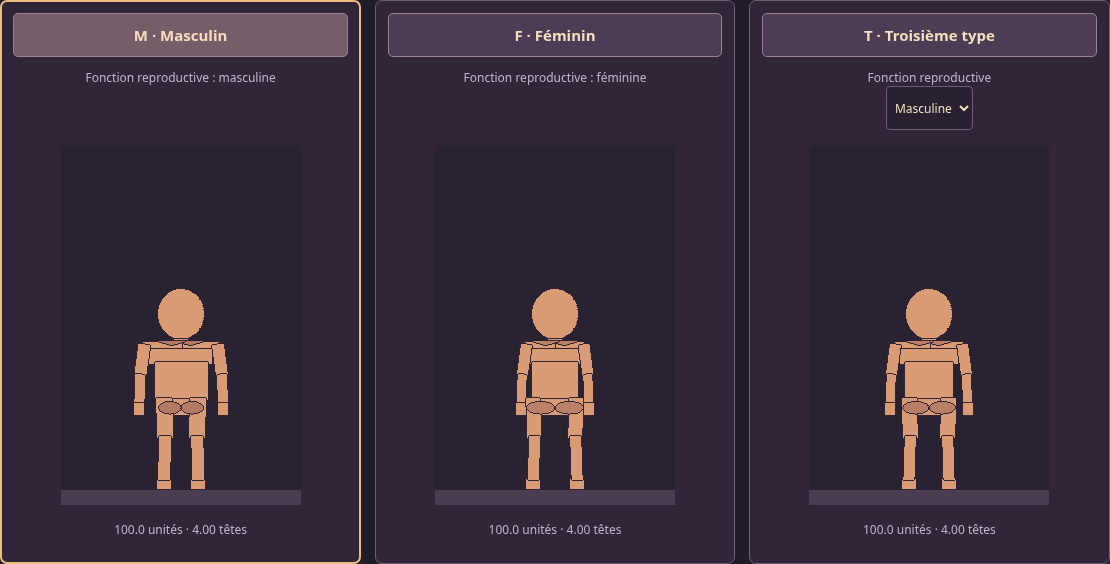 M · Masculin
Fonction reproductive : masculine
100.0 unités · 4.00 têtes
F · Féminin
Fonction reproductive : féminine
100.0 unités · 4.00 têtes
T · Troisième type
Fonction reproductive
Masculine
100.0 unités · 4.00 têtes